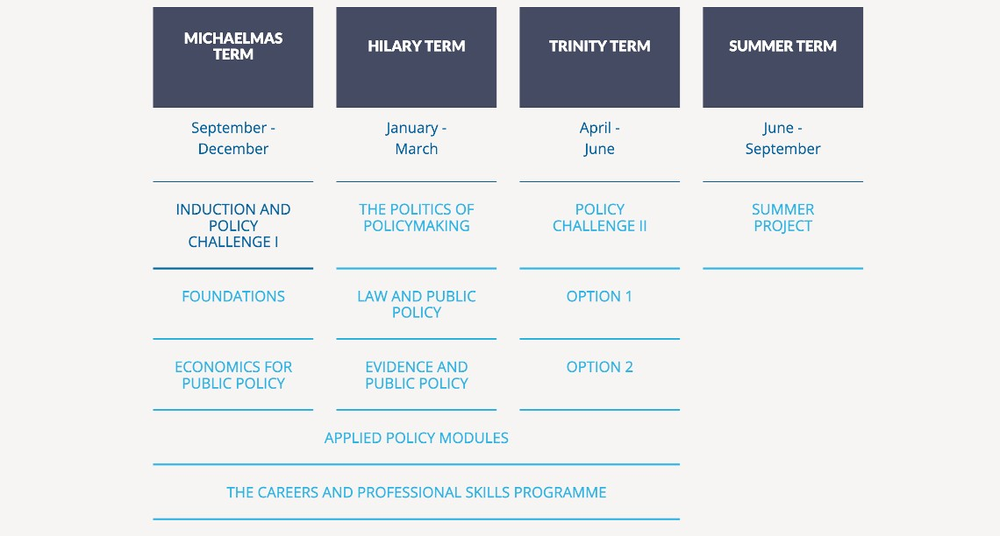 MICHAELMAS
TERM
HILARY TERM
TRINITY TERM
SUMMER TERM
September -
December
January -
March
April -
June
June -
September
INDUCTION AND
POLICY
CHALLENGE I
THE POLITICS OF
POLICYMAKING
POLICY
CHALLENGE II
SUMMER
PROJECT
FOUNDATIONS
LAW AND PUBLIC
POLICY
OPTION 1
ECONOMICS FOR
PUBLIC POLICY
EVIDENCE AND
PUBLIC POLICY
OPTION 2
APPLIED POLICY MODULES
THE CAREERS AND PROFESSIONAL SKILLS PROGRAMME